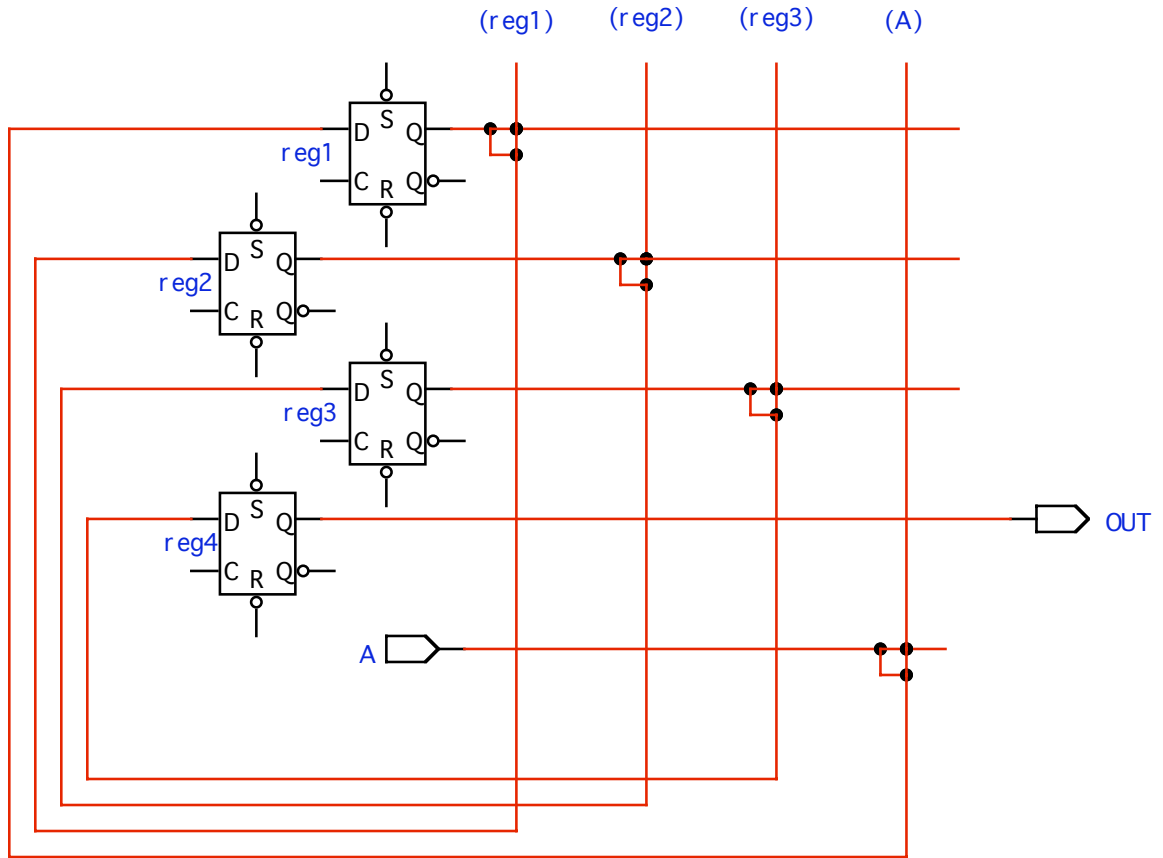 (reg1) (reg2) (reg3) (A)
S
D Q
reg1
C R Q
S
D Q
reg2
C R Q
S
D Q
reg3
C R Q
S
D Q
reg4
C R Q
OUT
A